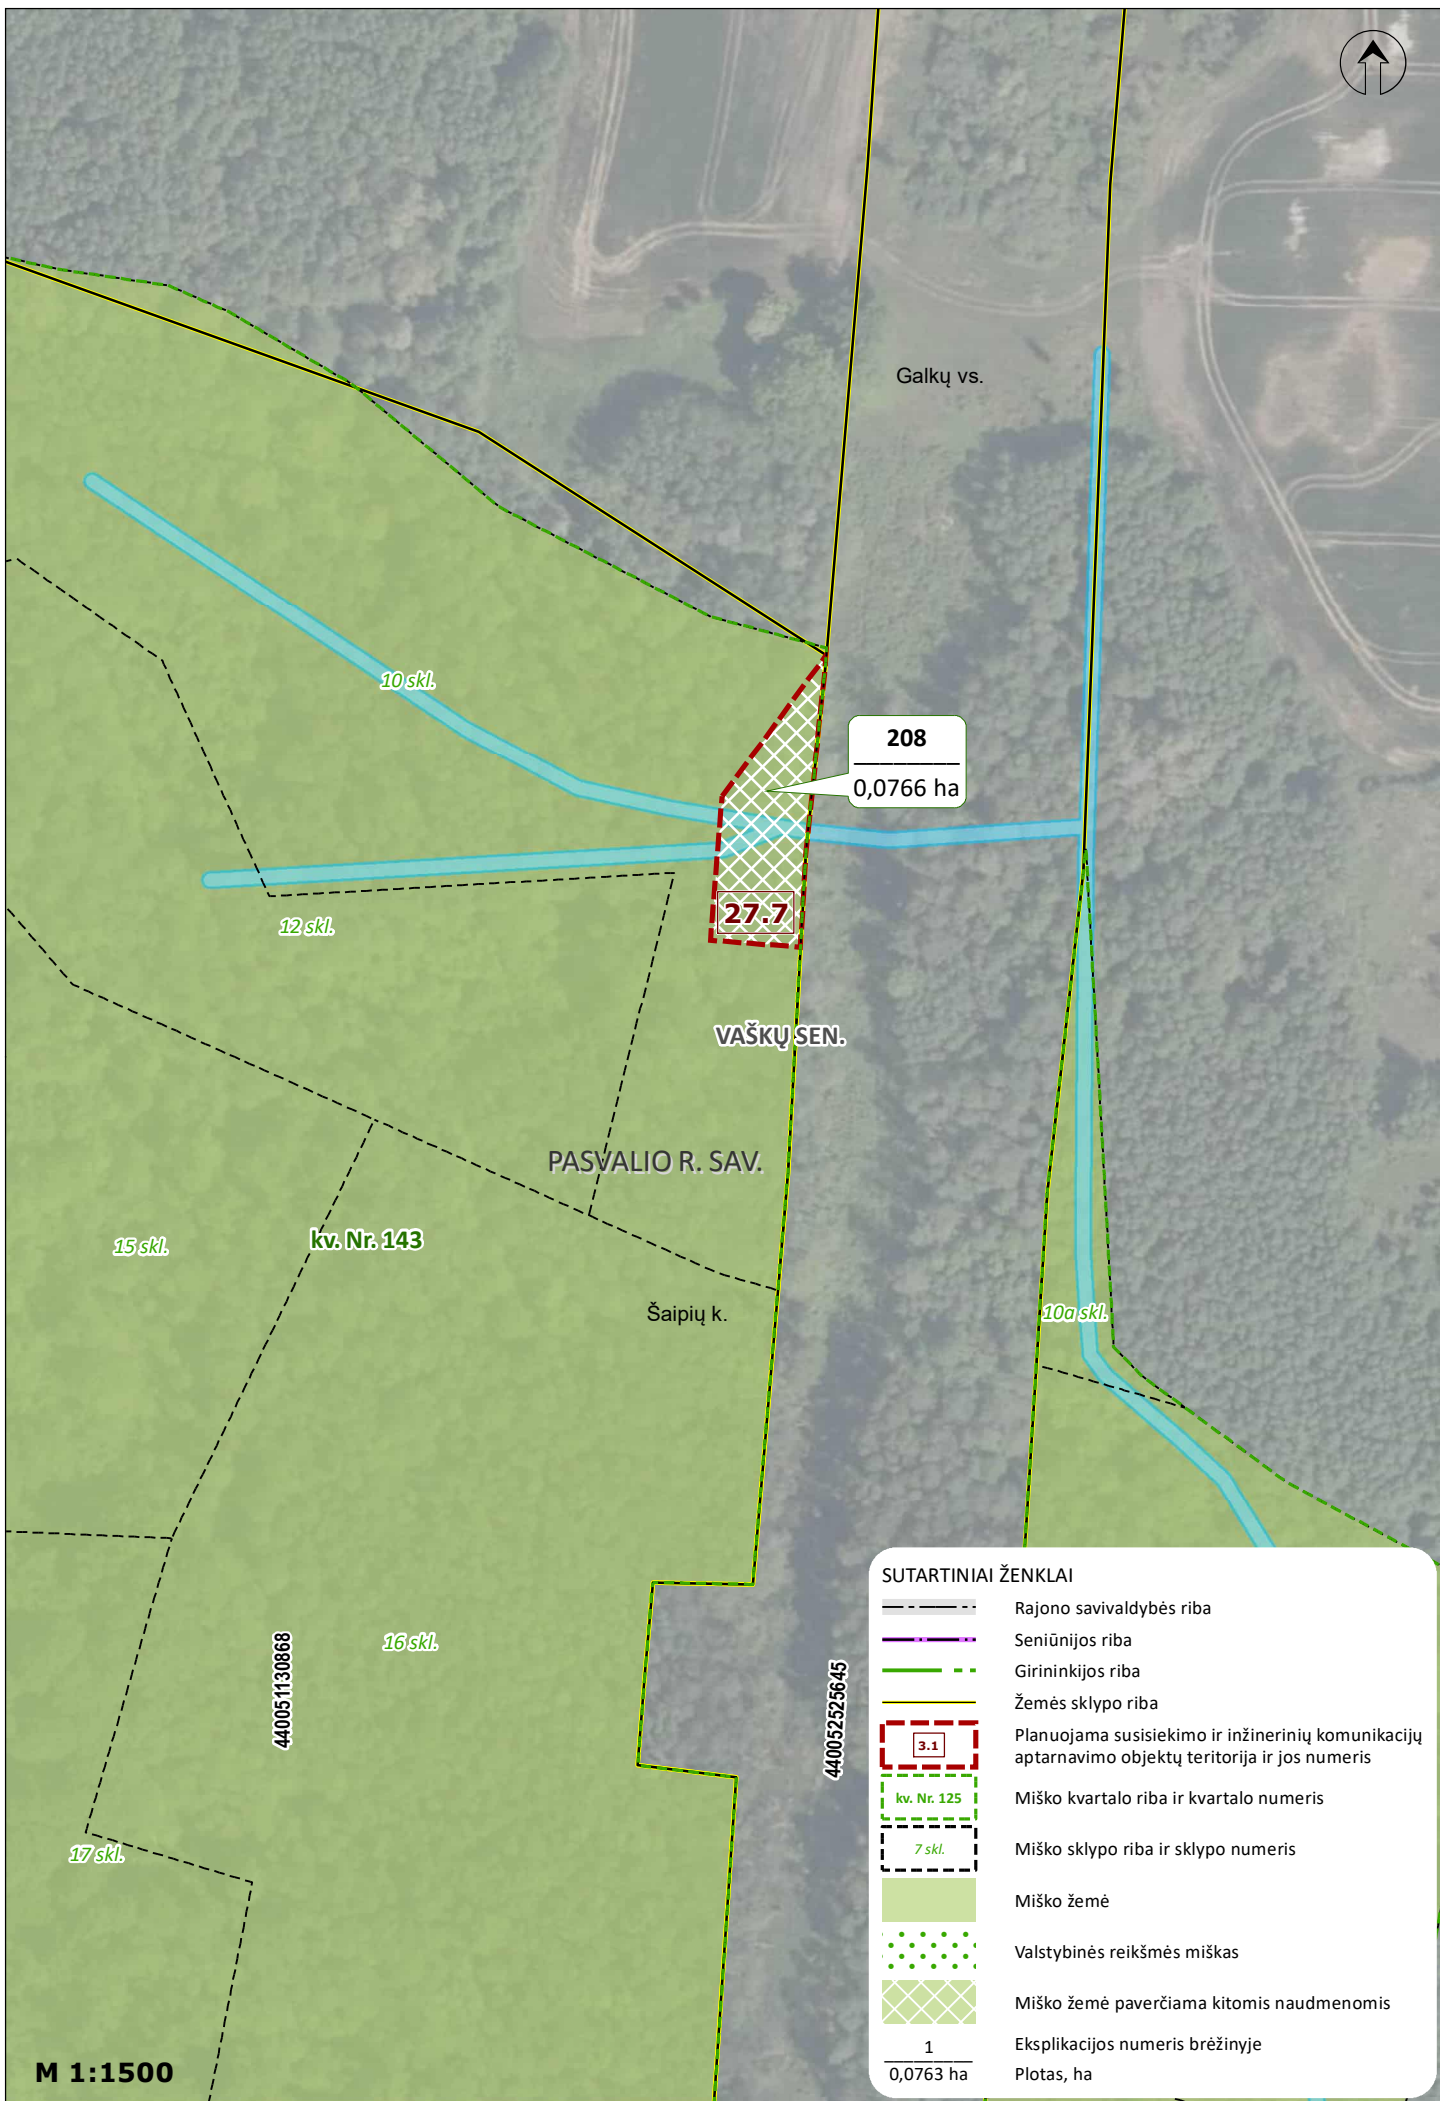 Galkų vs.
10 skl.
208
0,0766 ha
27.7
12 skl.
VAŠKŲ SEN.
PASVALIO R. SAV.
15 skl.
kv. Nr. 143
Šaipių k.
10a skl.
16 skl.
440051130868
440052525645
17 skl.
M 1:1500
SUTARTINIAI ŽENKLAI
Rajono savivaldybės riba
Seniūnijos riba
Girininkijos riba
Žemės sklypo riba
3.1
Planuojama susisiekimo ir inžinerinių komunikacijų
aptarnavimo objektų teritorija ir jos numeris
kv. Nr. 125
Miško kvartalo riba ir kvartalo numeris
7 skl.
Miško sklypo riba ir sklypo numeris
Miško žemė
Valstybinės reikšmės miškas
Miško žemė paverčiama kitomis naudmenomis
1
Eksplikacijos numeris brėžinyje
0,0763 ha
Plotas, ha